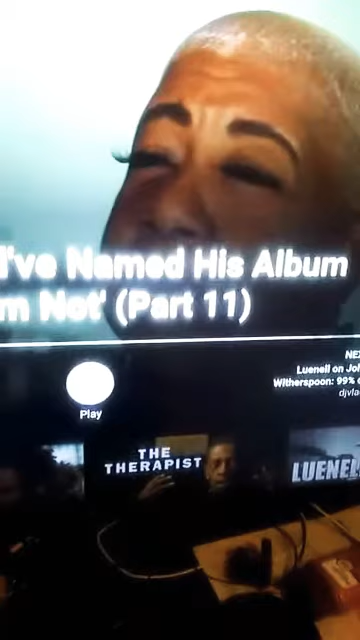 I've Named His Album
m Not' (Part 11)
Play
NEX
Luenell on Joh
Witherspoon: 99% o
djvla
THE
THERAPIST
LUENEL